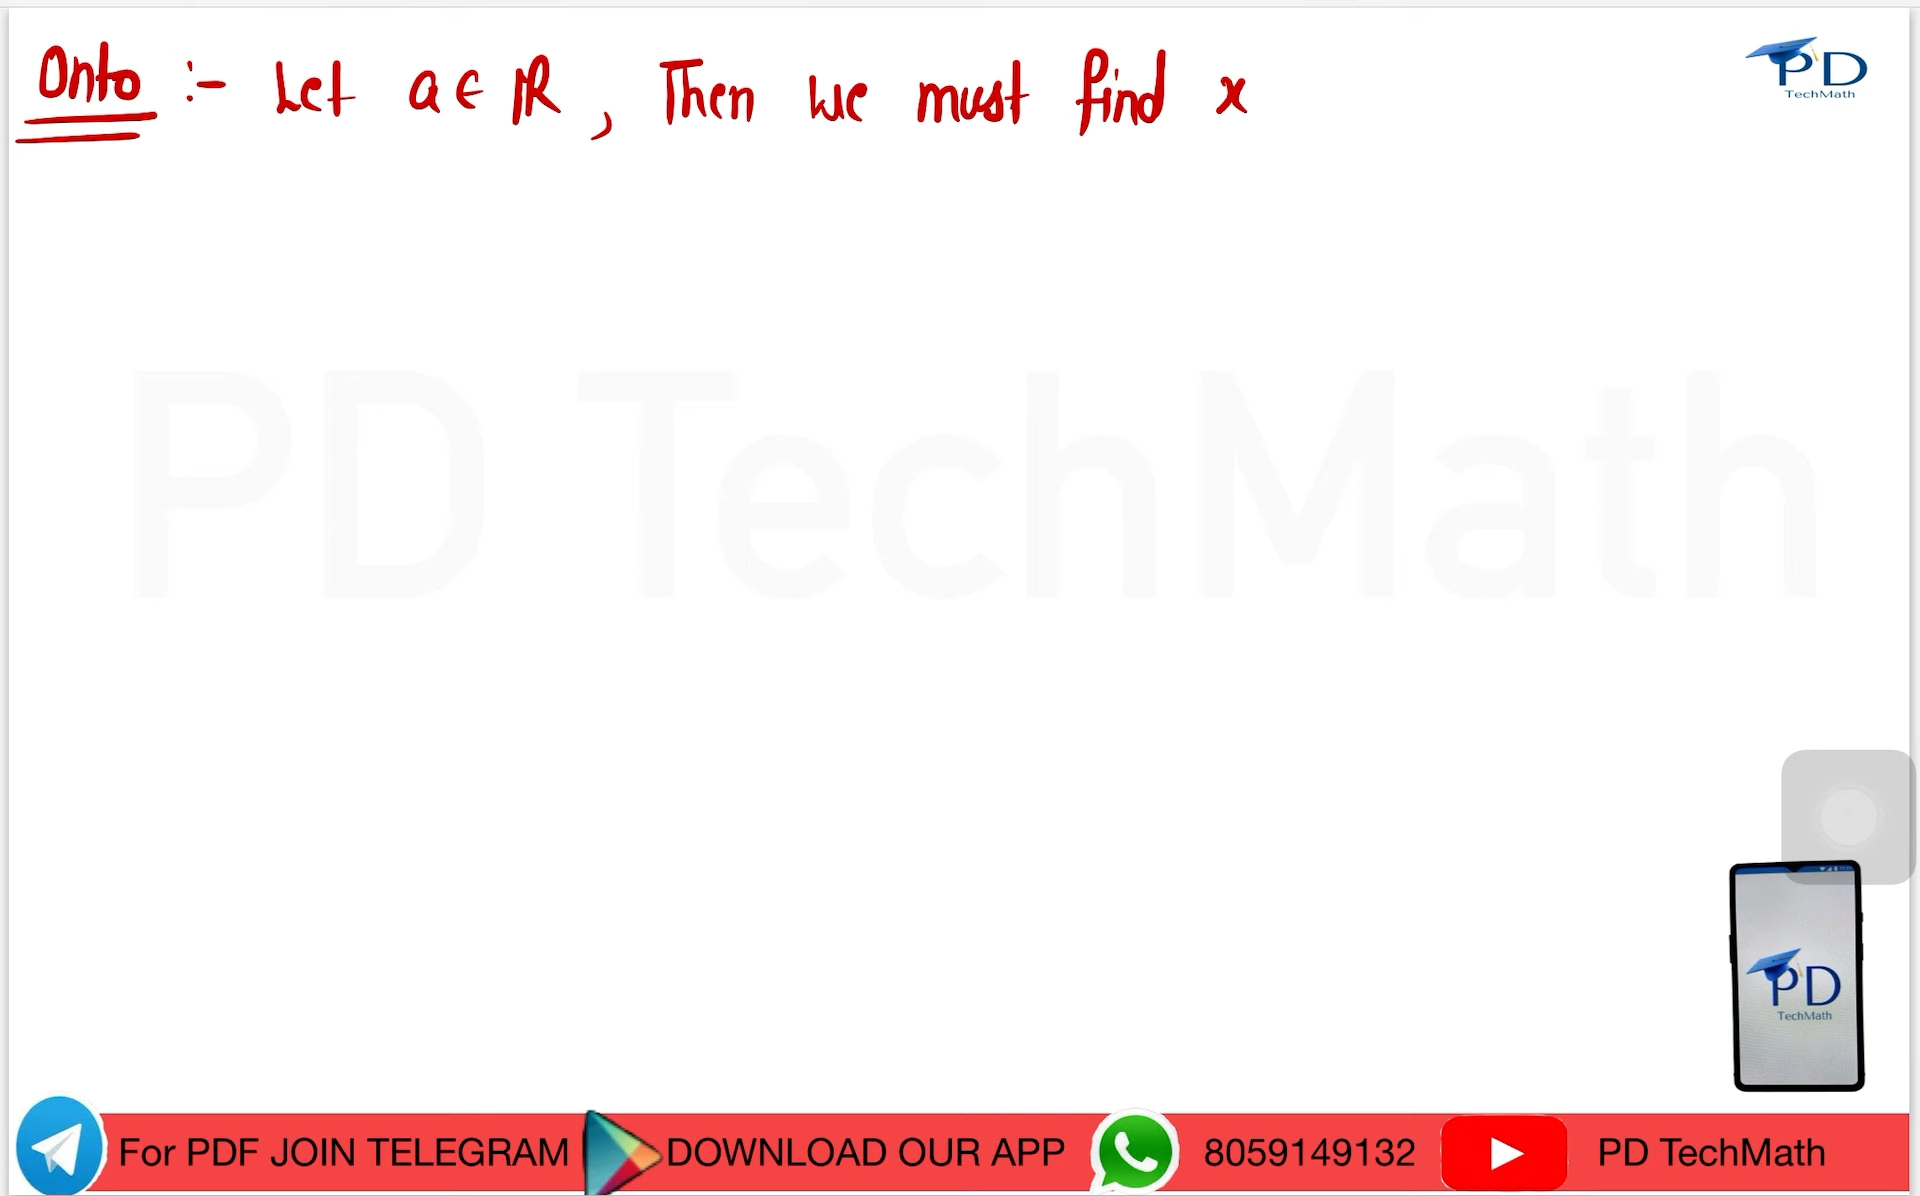 Onto :- Let a ∈ ℝ , Then we must find x
PD
TechMath
PD TechMath
PD
TechMath
For PDF JOIN TELEGRAM DOWNLOAD OUR APP 8059149132 PD TechMath